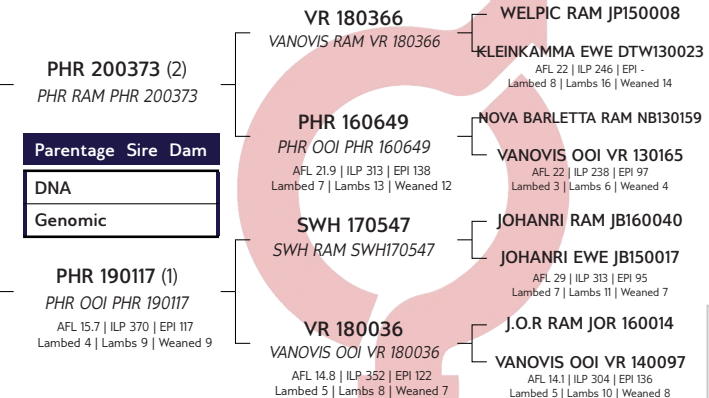 PHR 200373 (2)
PHR RAM PHR 200373
Parentage Sire Dam
DNA
Genomic
PHR 190117 (1)
PHR OOI PHR 190117
AFL 15.7 | ILP 370 | EPI 117
Lambed 4 | Lambs 9 | Weaned 9
VR 180366
VANOVIS RAM VR 180366
PHR 160649
PHR OOI PHR 160649
AFL 21.9 | ILP 313 | EPI 138
Lambed 7 | Lambs 13 | Weaned 12
SWH 170547
SWH RAM SWH170547
VR 180036
VANOVIS OOI VR 180036
AFL 14.8 | ILP 352 | EPI 122
Lambed 5 | Lambs 8 | Weaned 7
WELPIC RAM JP150008
KLEINKAMMA EWE DTW130023
AFL 22 | ILP 246 | EPI -
Lambed 8 | Lambs 16 | Weaned 14
NOVA BARLETTA RAM NB130159
VANOVIS OOI VR 130165
AFL 22 | ILP 238 | EPI 97
Lambed 3 | Lambs 6 | Weaned 4
JOHANRI RAM JB160040
JOHANRI EWE JB150017
AFL 29 | ILP 313 | EPI 95
Lambed 7 | Lambs 11 | Weaned 7
J.O.R RAM JOR 160014
VANOVIS OOI VR 140097
AFL 14.1 | ILP 304 | EPI 136
Lambed 5 | Lambs 10 | Weaned 8